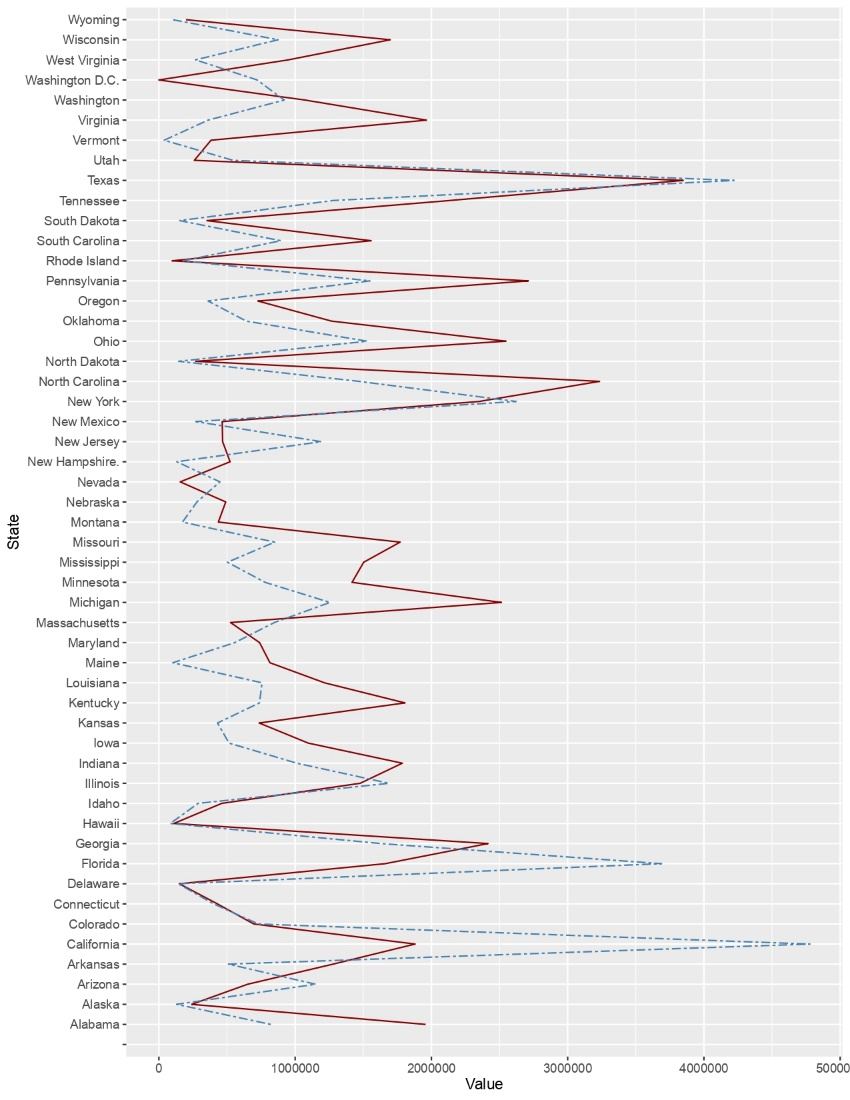 Wyoming
Wisconsin
West Virginia
Washington D.C.
Washington
Virginia
Vermont
Utah
Texas
Tennessee
South Dakota
South Carolina
Rhode Island
Pennsylvania
Oregon
Oklahoma
Ohio
North Dakota
North Carolina
New York
New Mexico
New Jersey
New Hampshire.
Nevada
Nebraska
Montana
Missouri
Mississippi
Minnesota
Michigan
Massachusetts
Maryland
Maine
Louisiana
Kentucky
Kansas
Iowa
Indiana
Illinois
Idaho
Hawaii
Georgia
Florida
Delaware
Connecticut
Colorado
California
Arkansas
Arizona
Alaska
Alabama
State
0 1000000 2000000 3000000 4000000 50000
Value